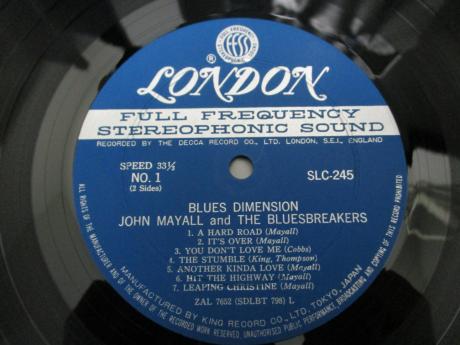 FULL FREQUENCY
STEREOPHONIC SOUND
ffss
®
LONDON
FULL FREQUENCY
STEREOPHONIC SOUND
RECORDED BY THE DECCA RECORD CO., LTD. LONDON, S.E.I., ENGLAND
SPEED 33⅓
NO. 1
(2 Sides)
SLC-245
BLUES DIMENSION
JOHN MAYALL and THE BLUESBREAKERS
1. A HARD ROAD (Mayall)
2. IT'S OVER (Mayall)
3. YOU DON'T LOVE ME (Cobbs)
4. THE STUMBLE (King, Thompson)
5. ANOTHER KINDA LOVE (Mayall)
6. HIT THE HIGHWAY (Mayall)
7. LEAPING CHRISTINE (Mayall)
ZAL 7652 (SDLBT 798) L
MANUFACTURED BY KING RECORD CO., LTD. TOKYO, JAPAN
ALL RIGHTS OF THE MANUFACTURER AND OF THE OWNER OF THE RECORDED WORK RESERVED UNAUTHORISED PUBLIC PERFORMANCE, BROADCASTING AND COPYING OF THIS RECORD PROHIBITED